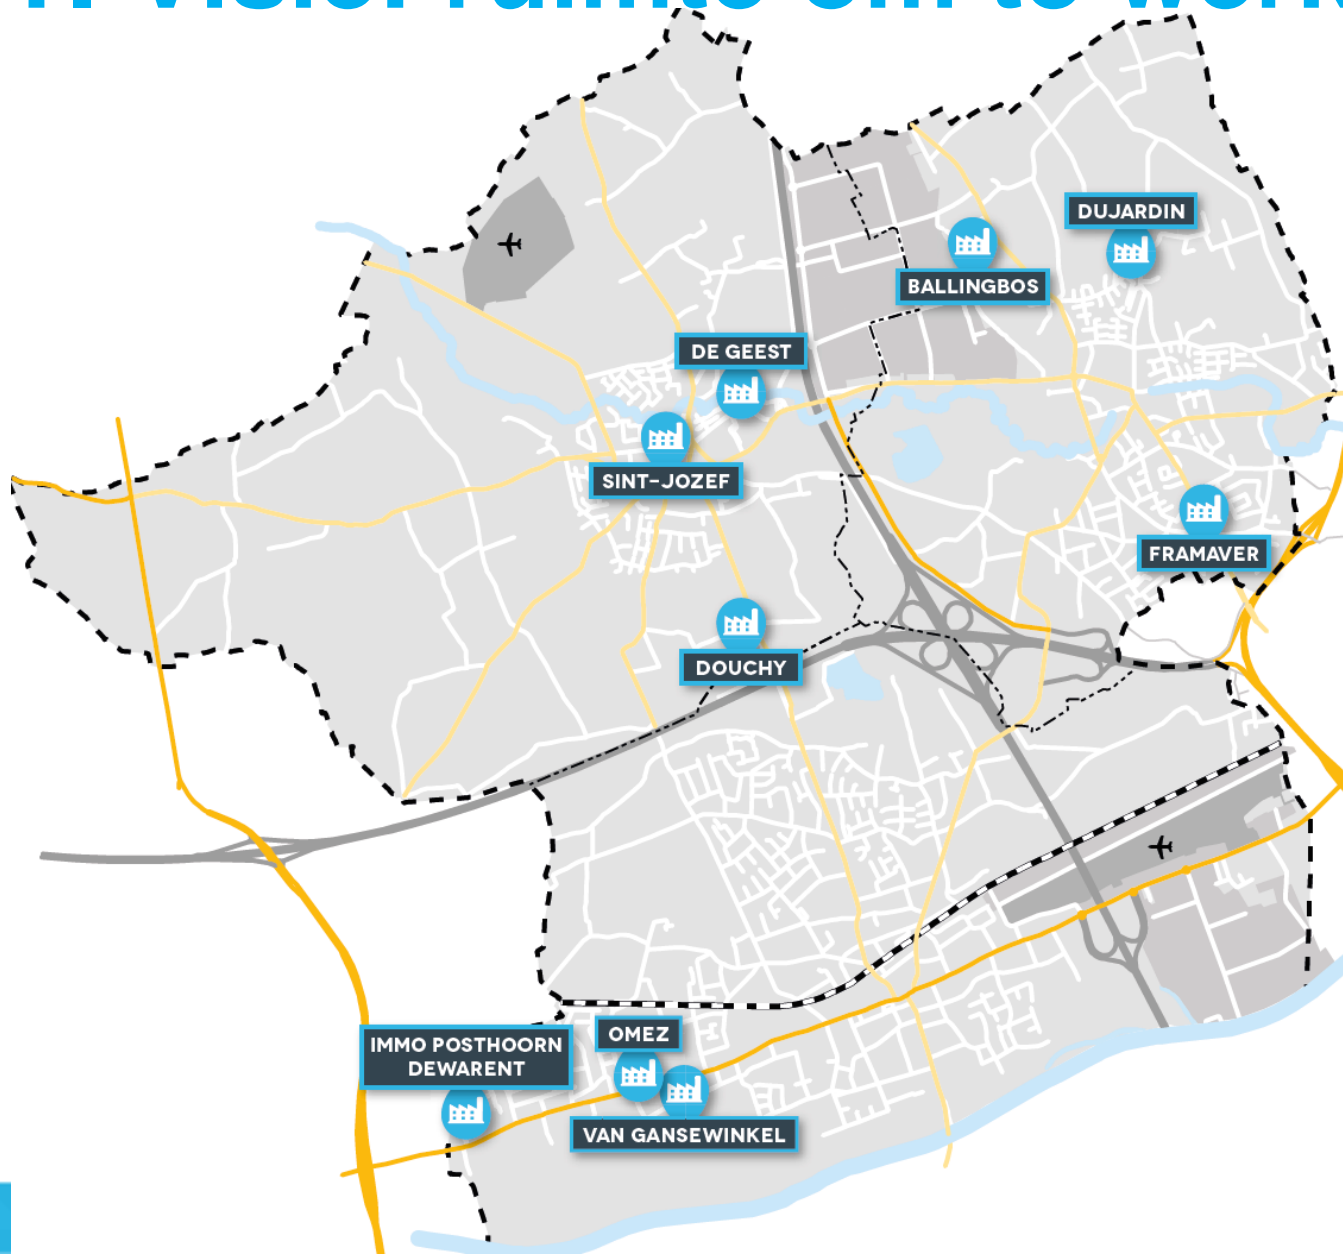 DUJARDIN
BALLINGBOS
DE GEEST
SINT-JOZEF
FRAMAVER
DOUCHY
IMMO POSTHOORN
DEWARENT
OMEZ
VAN GANSEWINKEL